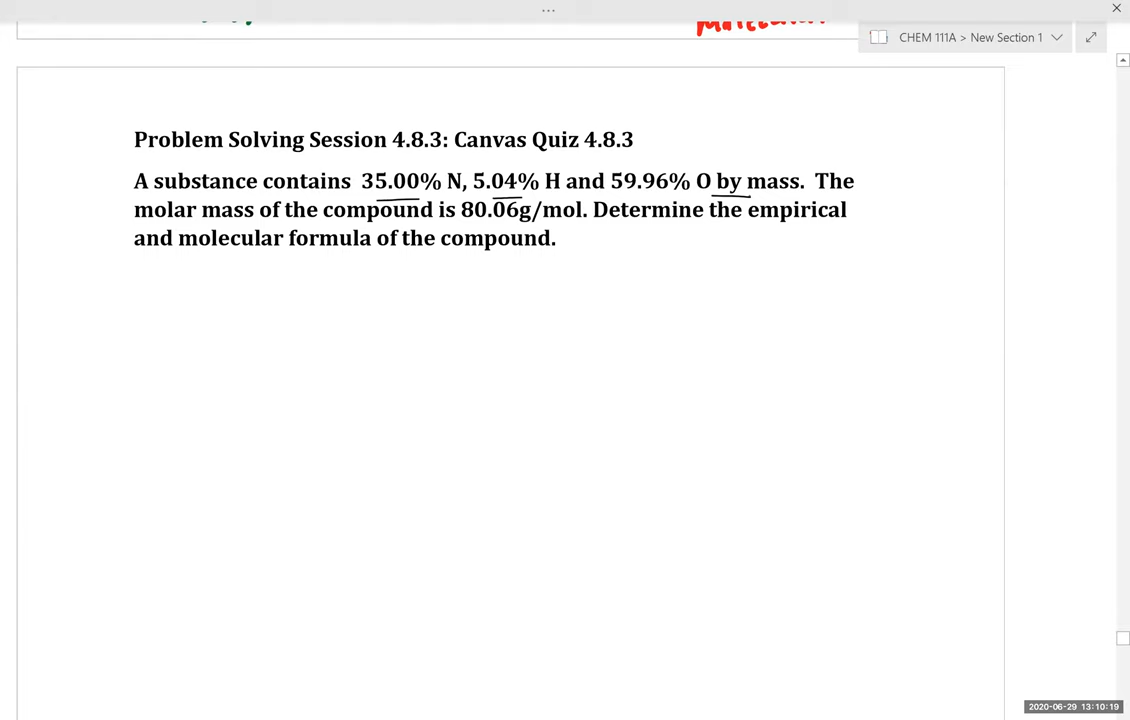 CHEM 111A > New Section 1
Problem Solving Session 4.8.3: Canvas Quiz 4.8.3
A substance contains 35.00% N, 5.04% H and 59.96% O by mass. The
molar mass of the compound is 80.06g/mol. Determine the empirical
and molecular formula of the compound.
2020-06-29 13:10:19